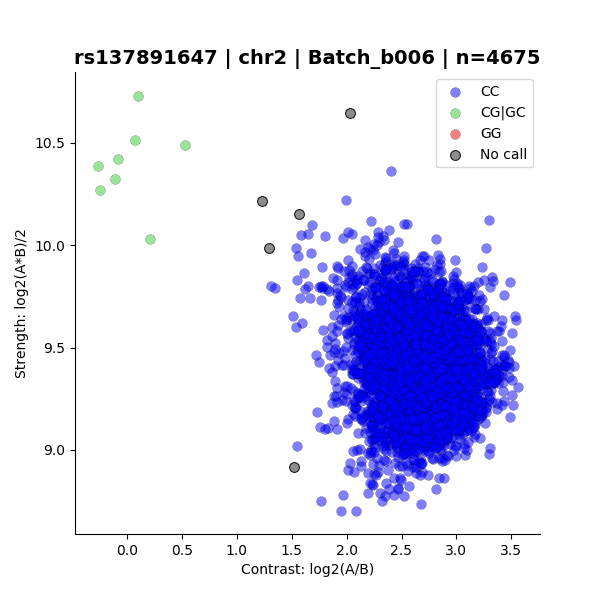 rs137891647 | chr2 | Batch_b006 | n=4675
CC
CG|GC
GG
No call
10.5
10.0
9.5
9.0
Strength: log2(A*B)/2
0.0 0.5 1.0 1.5 2.0 2.5 3.0 3.5
Contrast: log2(A/B)